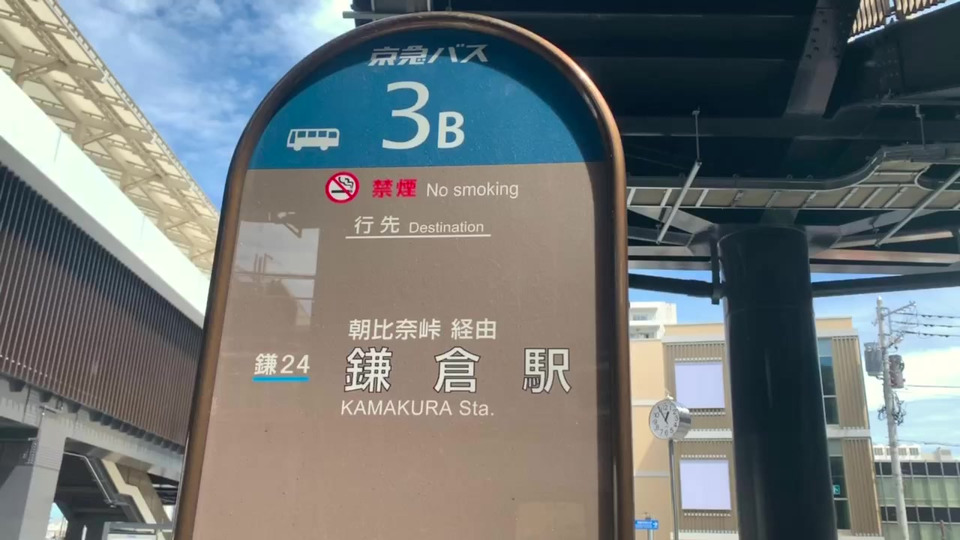 京急バス
3B
禁煙 No smoking
行先 Destination
朝比奈峠 経由
鎌24 鎌倉駅
KAMAKURA Sta.